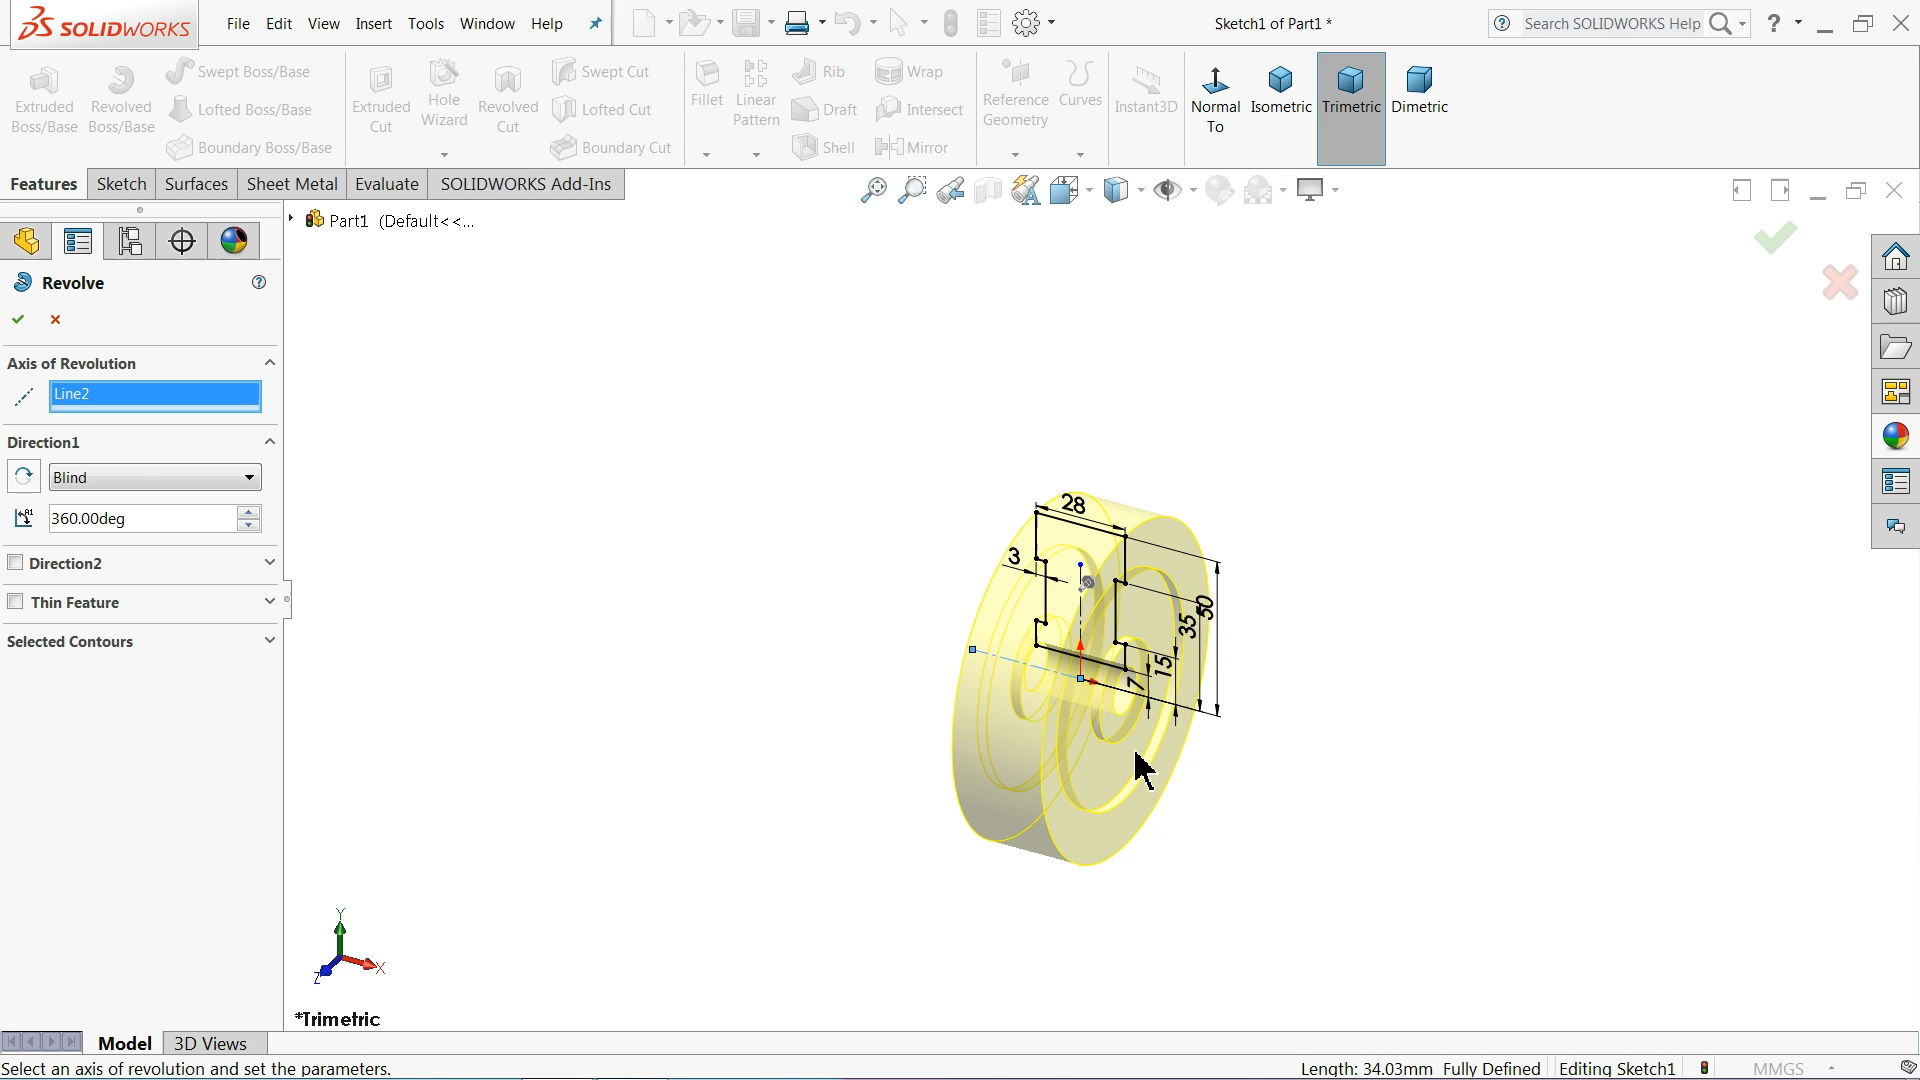 SOLIDWORKS File Edit View Insert Tools Window Help Sketch1 of Part1 * Search SOLIDWORKS Help ?
Extruded Boss/Base
Revolved Boss/Base
Swept Boss/Base
Lofted Boss/Base
Boundary Boss/Base
Extruded Cut
Hole Wizard
Revolved Cut
Swept Cut
Lofted Cut
Boundary Cut
Fillet
Linear Pattern
Rib
Draft
Shell
Wrap
Intersect
Mirror
Reference Geometry
Curves
Instant3D
Normal To
Isometric
Trimetric
Dimetric
Features Sketch Surfaces Sheet Metal Evaluate SOLIDWORKS Add-Ins
Part1 (Default<<...
Revolve
Axis of Revolution
Line2
Direction1
Blind
360.00deg
Direction2
Thin Feature
Selected Contours
28
3
50
35
15
7
Y
X
Z
*Trimetric
Model 3D Views
Select an axis of revolution and set the parameters. Length: 34.03mm Fully Defined Editing Sketch1 MMGS